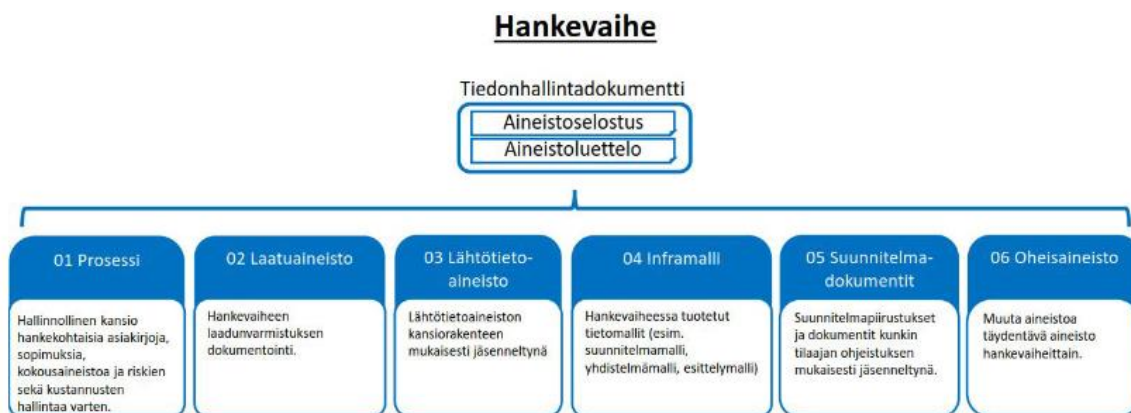 Hankevaihe
Tiedonhallintadokumentti
Aineistoselostus
Aineistoluettelo
01 Prosessi
Hallinnollinen kansio
hankekohtaisia asiakirjoja,
sopimuksia,
kokousaineistoa ja riskien
sekä kustannusten
hallintaa varten.
02 Laatuaineisto
Hankevaiheen
laadunvarmistuksen
dokumentointi.
03 Lähtötieto-
aineisto
Lähtötietoaineiston
kansiorakenteen
mukaisesti jäsenneltynä
04 Inframalli
Hankevaiheessa tuotetut
tietomallit (esim.
suunnitelmamalli,
yhdistelmämalli, esittelymalli)
05 Suunnitelma-
dokumentit
Suunnitelmapiirustukset
ja dokumentit kunkin
tilaajan ohjeistuksen
mukaisesti jäsenneltynä.
06 Oheisaineisto
Muuta aineistoa
täydentävä aineisto
hankevaiheittain.